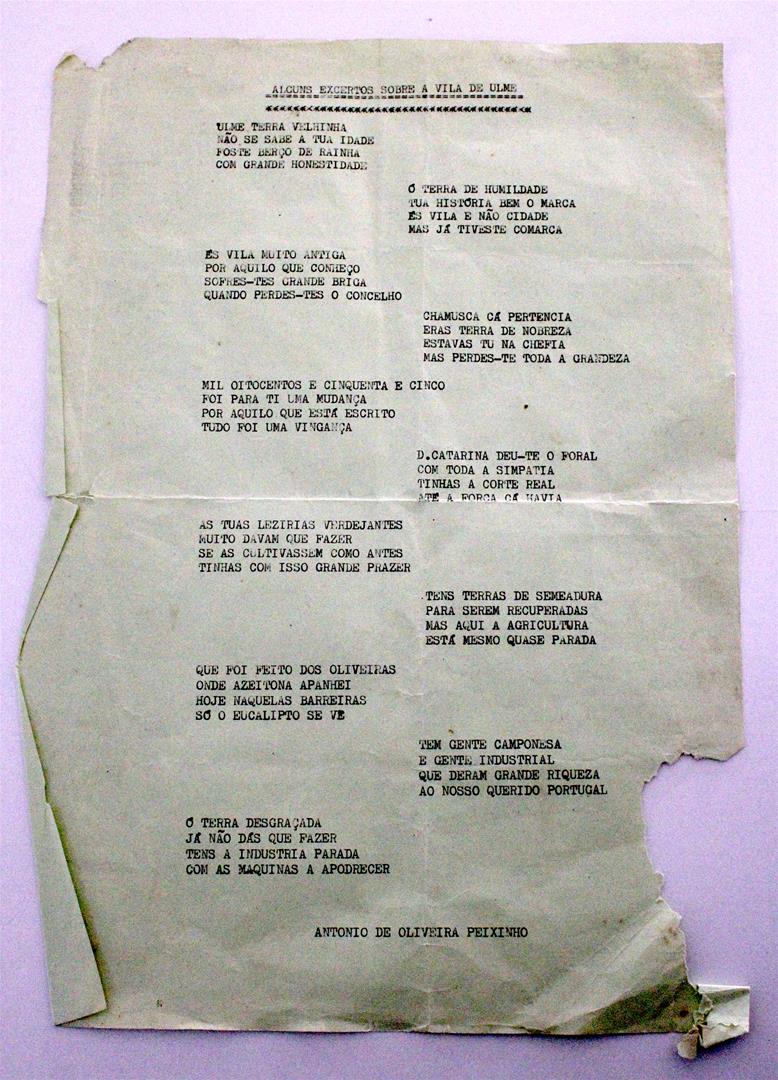 ALGUNS EXCERTOS SOBRE A VILA DE ULME
ULME TERRA VELHINHA
NÃO SE SABE A TUA IDADE
FOSTE BERÇO DE RAINHA
COM GRANDE HONESTIDADE
Ó TERRA DE HUMILDADE
TUA HISTÓRIA BEM O MARCA
ÉS VILA E NÃO CIDADE
MAS JÁ TIVESTE COMARCA
ÉS VILA MUITO ANTIGA
POR AQUILO QUE CONHEÇO
SOFRES-TES GRANDE BRIGA
QUANDO PERDES-TES O CONCELHO
CHAMUSCA CÁ PERTENCIA
ERAS TERRA DE NOBREZA
ESTAVAS TU NA CHEFIA
MAS PERDES-TE TODA A GRANDEZA
MIL OITOCENTOS E CINQUENTA E CINCO
FOI PARA TI UMA MUDANÇA
POR AQUILO QUE ESTÁ ESCRITO
TUDO FOI UMA VINGANÇA
D.CATARINA DEU-TE O FORAL
COM TODA A SIMPATIA
TINHAS A CORTE REAL
ATÉ A FORCA CÁ HAVIA
AS TUAS LEZIRIAS VERDEJANTES
MUITO DAVAM QUE FAZER
SE AS CULTIVASSEM COMO ANTES
TINHAS COM ISSO GRANDE PRAZER
TENS TERRAS DE SEMEADURA
PARA SEREM RECUPERADAS
MAS AQUI A AGRICULTURA
ESTÁ MESMO QUASE PARADA
QUE FOI FEITO DOS OLIVEIRAS
ONDE AZEITONA APANHEI
HOJE NAQUELAS BARREIRAS
SÓ O EUCALIPTO SE VÊ
TEM GENTE CAMPONESA
E GENTE INDUSTRIAL
QUE DERAM GRANDE RIQUEZA
AO NOSSO QUERIDO PORTUGAL
Ó TERRA DESGRAÇADA
JÁ NÃO DÁS QUE FAZER
TENS A INDUSTRIA PARADA
COM AS MAQUINAS A APODRECER
ANTONIO DE OLIVEIRA PEIXINHO